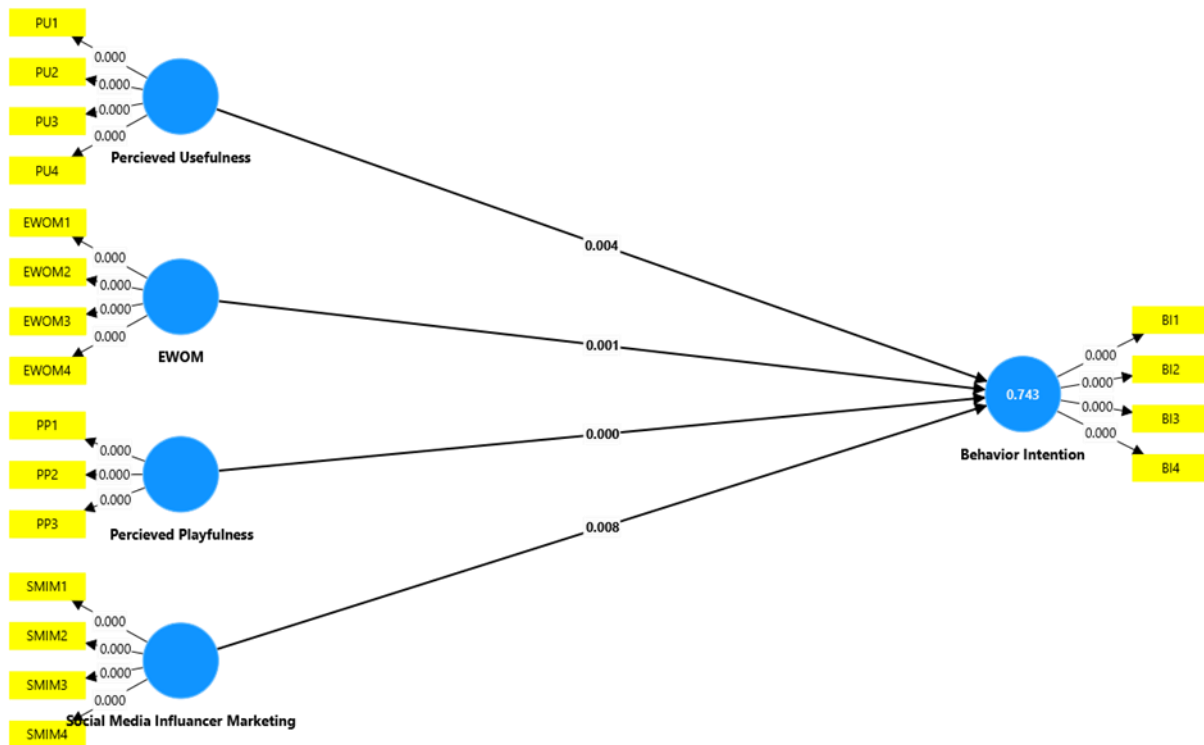 PU1
0.000
PU2
0.000
PU3
0.000
PU4
0.000
Percieved Usefulness
0.004
EWOM1
0.000
EWOM2
0.000
EWOM3
0.000
EWOM4
0.000
EWOM
0.001
PP1
0.000
PP2
0.000
PP3
0.000
Percieved Playfulness
0.000
SMIM1
0.000
SMIM2
0.000
SMIM3
0.000
SMIM4
0.000
Social Media Influancer Marketing
0.008
0.743
Behavior Intention
BI1
0.000
BI2
0.000
BI3
0.000
BI4
0.000